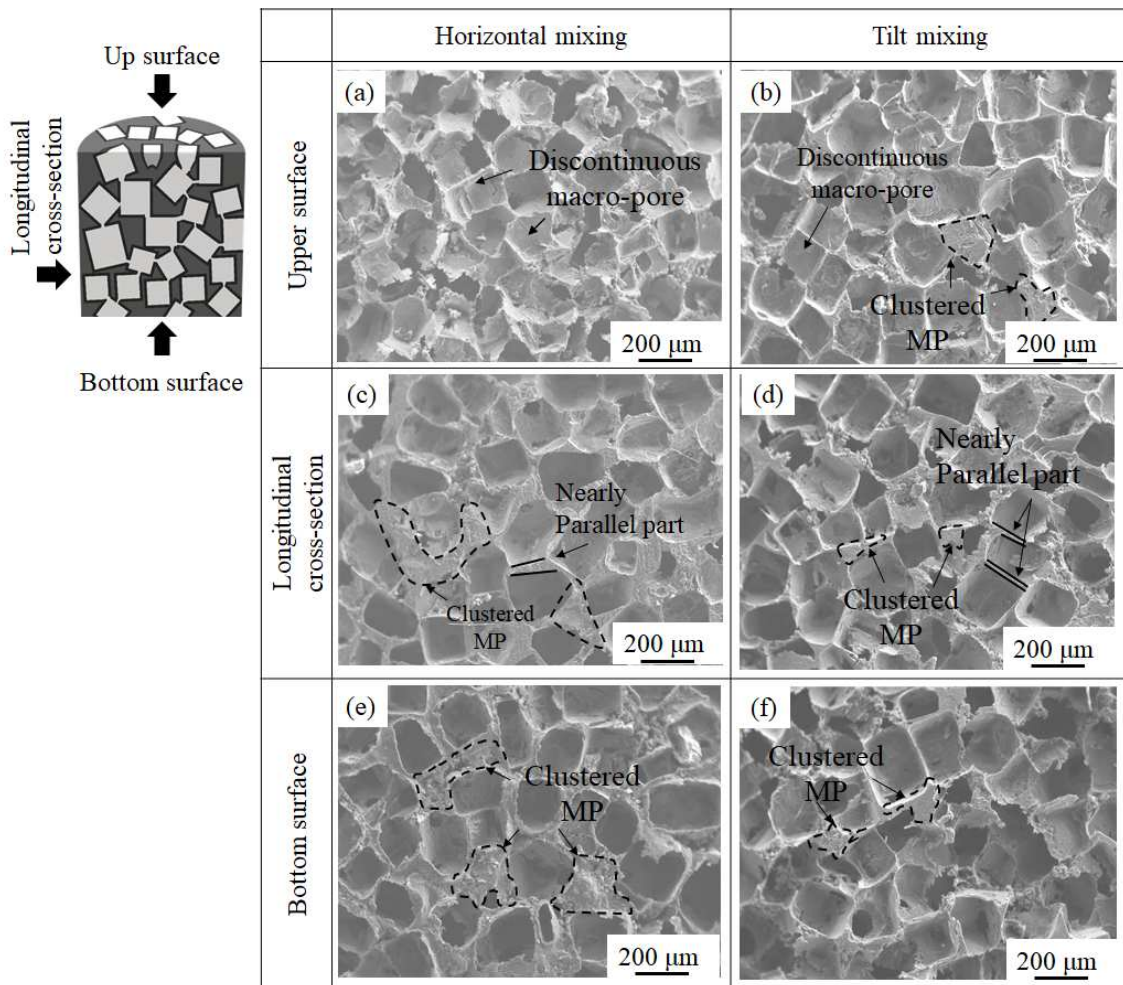 Horizontal mixing
Tilt mixing
Up surface
Longitudinal
cross-section
Bottom surface
Upper surface
(a)
Discontinuous
macro-pore
200 μm
(b)
Discontinuous
macro-pore
Clustered
MP
200 μm
Longitudinal
cross-section
(c)
Nearly
Parallel part
Clustered
MP
200 μm
(d)
Nearly
Parallel part
Clustered
MP
200 μm
Bottom surface
(e)
Clustered
MP
200 μm
(f)
Clustered
MP
200 μm